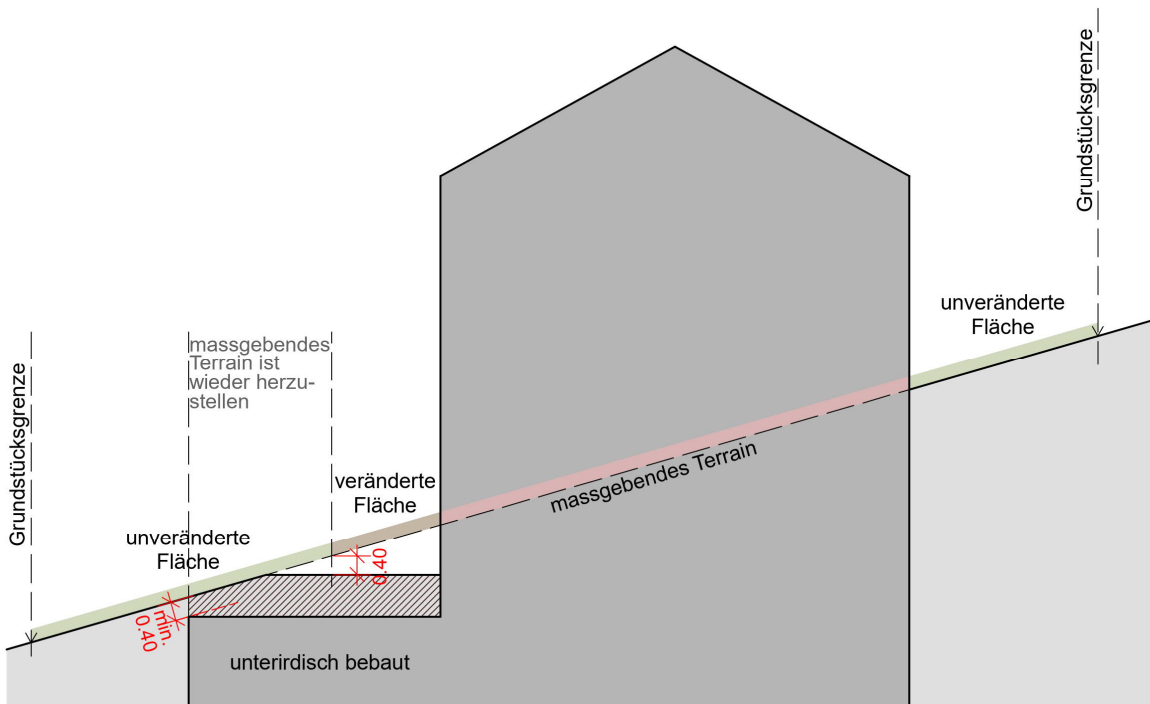 Grundstücksgrenze
Grundstücksgrenze
unveränderte
Fläche
massgebendes
Terrain ist
wieder herzu-
stellen
massgebendes Terrain
veränderte
Fläche
unveränderte
Fläche
0.40
min.
0.40
unterirdisch bebaut